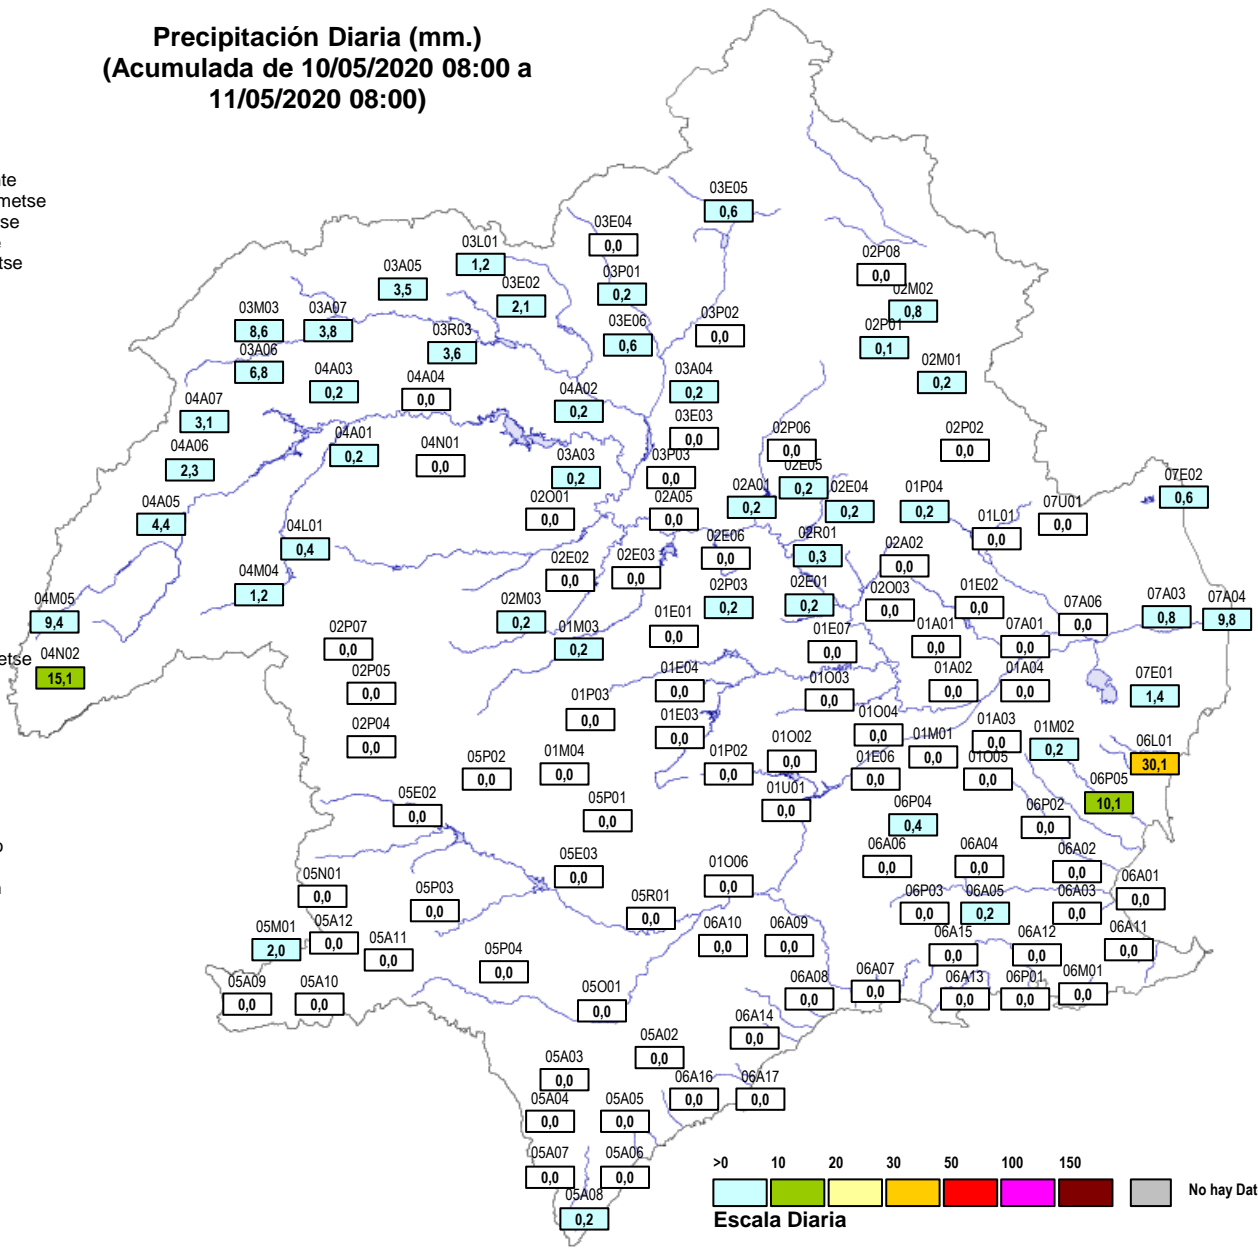 Precipitación Diaria (mm.)
(Acumulada de 10/05/2020 08:00 a
11/05/2020 08:00)
nte
metse
tse
e
tse
03E05
0,6
03E04
0,0
03L01
1,2
02P08
0,0
03A05
3,5
03P01
0,2
03E02
2,1
02M02
0,8
03M03
8,6
03A07
3,8
03P02
0,0
03R03
3,6
03E06
0,6
02P01
0,1
03A06
6,8
04A03
0,2
04A04
0,0
03A04
0,2
02M01
0,2
04A07
3,1
04A02
0,2
03E03
0,0
04A01
0,2
04N01
0,0
02P06
0,0
02P02
0,0
04A06
2,3
03A03
0,2
03P03
0,0
02E05
0,2
07E02
0,6
04A05
4,4
02O01
0,0
02A05
0,0
02A01
0,2
02E04
0,2
01P04
0,2
07U01
0,0
01L01
0,0
04L01
0,4
02E06
0,0
02R01
0,3
02A02
0,0
04M04
1,2
02E02
0,0
02E03
0,0
04M05
9,4
02M03
0,2
02P03
0,2
02E01
0,2
02O03
0,0
01E02
0,0
07A03
0,8
07A04
9,8
07A06
0,0
01M03
0,2
01E01
0,0
02P07
0,0
01E07
0,0
01A01
0,0
07A01
0,0
etse
04N02
15,1
02P05
0,0
01E04
0,0
01O03
0,0
01A02
0,0
01A04
0,0
07E01
1,4
01P03
0,0
02P04
0,0
01E03
0,0
01O04
0,0
01A03
0,0
01M02
0,2
01M01
0,0
06L01
30,1
05P02
0,0
01M04
0,0
01P02
0,0
01O02
0,0
01E06
0,0
01O05
0,0
06P05
10,1
05E02
0,0
05P01
0,0
01U01
0,0
06P04
0,4
06P02
0,0
o
05E03
0,0
01O06
0,0
06A06
0,0
06A04
0,0
06A02
0,0
05N01
0,0
05P03
0,0
05R01
0,0
06P03
0,0
06A05
0,2
06A03
0,0
06A01
0,0
05M01
2,0
05A12
0,0
05A11
0,0
06A10
0,0
06A09
0,0
06A15
0,0
06A12
0,0
06A11
0,0
05P04
0,0
05A09
0,0
05A10
0,0
05O01
0,0
06A08
0,0
06A07
0,0
06A13
0,0
06P01
0,0
06M01
0,0
06A14
0,0
05A02
0,0
05A03
0,0
06A16
0,0
06A17
0,0
05A04
0,0
05A05
0,0
05A07
0,0
05A06
0,0
05A08
0,2
>0 10 20 30 50 100 150
No hay Dat
Escala Diaria